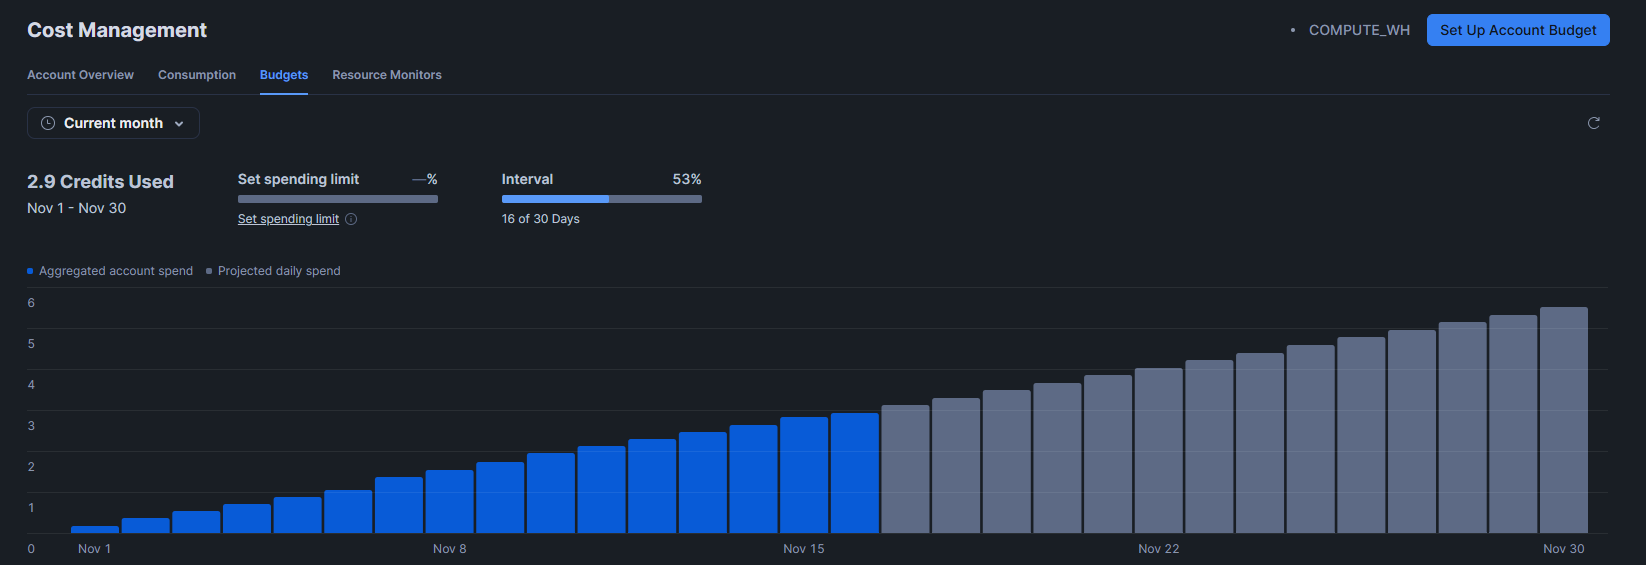 Cost Management
• COMPUTE_WH
Set Up Account Budget
Account Overview Consumption Budgets Resource Monitors
Current month
2.9 Credits Used
Nov 1 - Nov 30
Set spending limit —%
Set spending limit
Interval 53%
16 of 30 Days
Aggregated account spend Projected daily spend
6
5
4
3
2
1
0
Nov 1 Nov 8 Nov 15 Nov 22 Nov 30